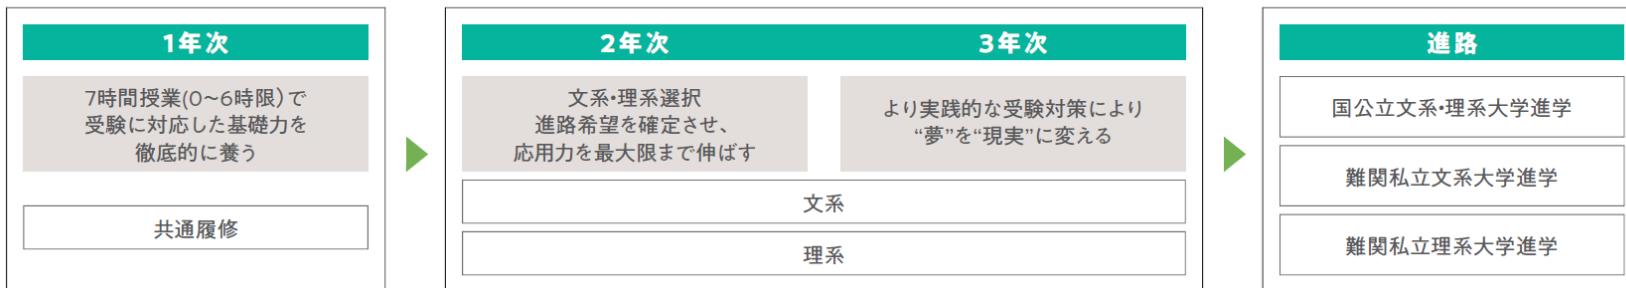 1年次
7時間授業(0～6時限)で
受験に対応した基礎力を
徹底的に養う
共通履修
2年次
3年次
文系・理系選択
進路希望を確定させ、
応用力を最大限まで伸ばす
より実践的な受験対策により
“夢”を“現実”に変える
文系
理系
進路
国公立文系・理系大学進学
難関私立文系大学進学
難関私立理系大学進学